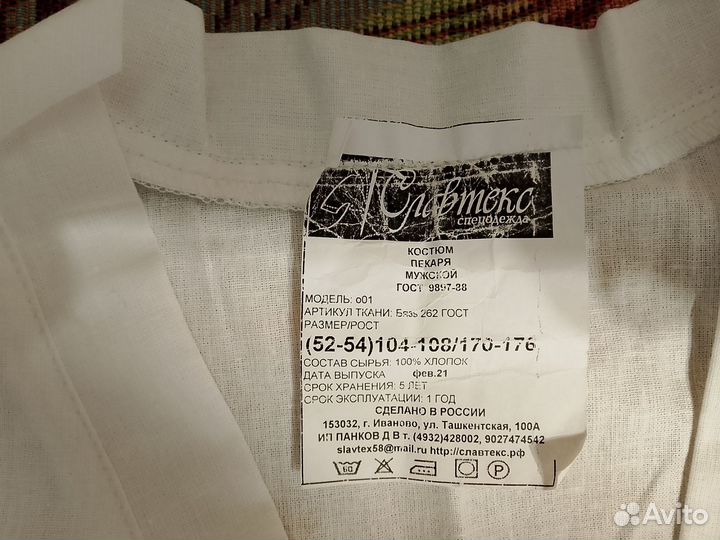 Славтекс
спецодежда
КОСТЮМ
ПЕКАРЯ
МУЖСКОЙ
ГОСТ 9897-88
МОДЕЛЬ: о01
АРТИКУЛ ТКАНИ: Бязь 262 ГОСТ
РАЗМЕР/РОСТ
(52-54)104-108/170-176
СОСТАВ СЫРЬЯ: 100% ХЛОПОК
ДАТА ВЫПУСКА фев.21
СРОК ХРАНЕНИЯ: 5 ЛЕТ
СРОК ЭКСПЛУАТАЦИИ: 1 ГОД
СДЕЛАНО В РОССИИ
153032, г. Иваново, ул. Ташкентская, 100А
ИП ПАНКОВ Д В т. (4932)428002, 9027474542
slavtex58@mail.ru http://славтекс.рф
60 P
Avito